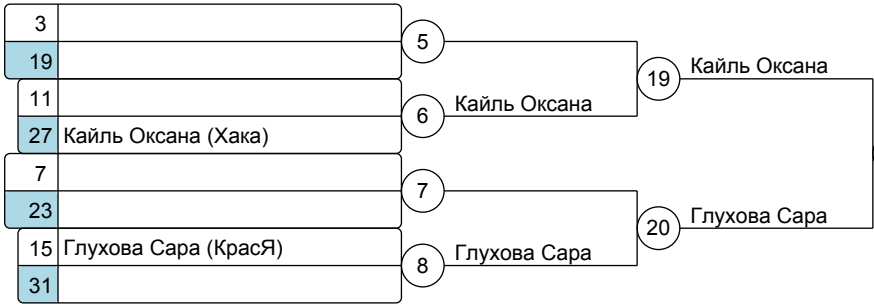 3
5
19
19 Кайль Оксана
11
6 Кайль Оксана
27 Кайль Оксана (Хака)
7
7
23
20 Глухова Сара
15 Глухова Сара (КрасЯ)
8 Глухова Сара
31